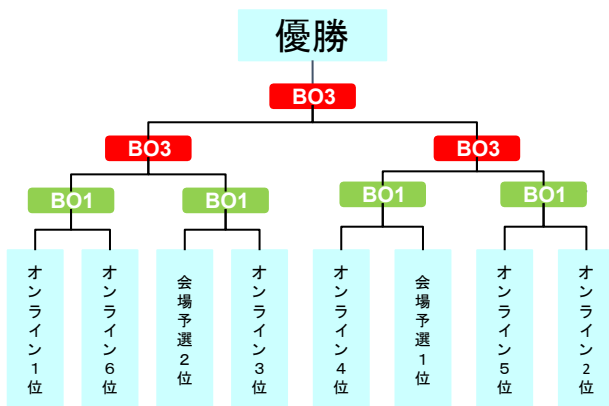 優勝
BO3
BO3
BO3
BO1
BO1
BO1
BO1
オンライン1位
オンライン6位
会場予選2位
オンライン3位
オンライン4位
会場予選1位
オンライン5位
オンライン2位